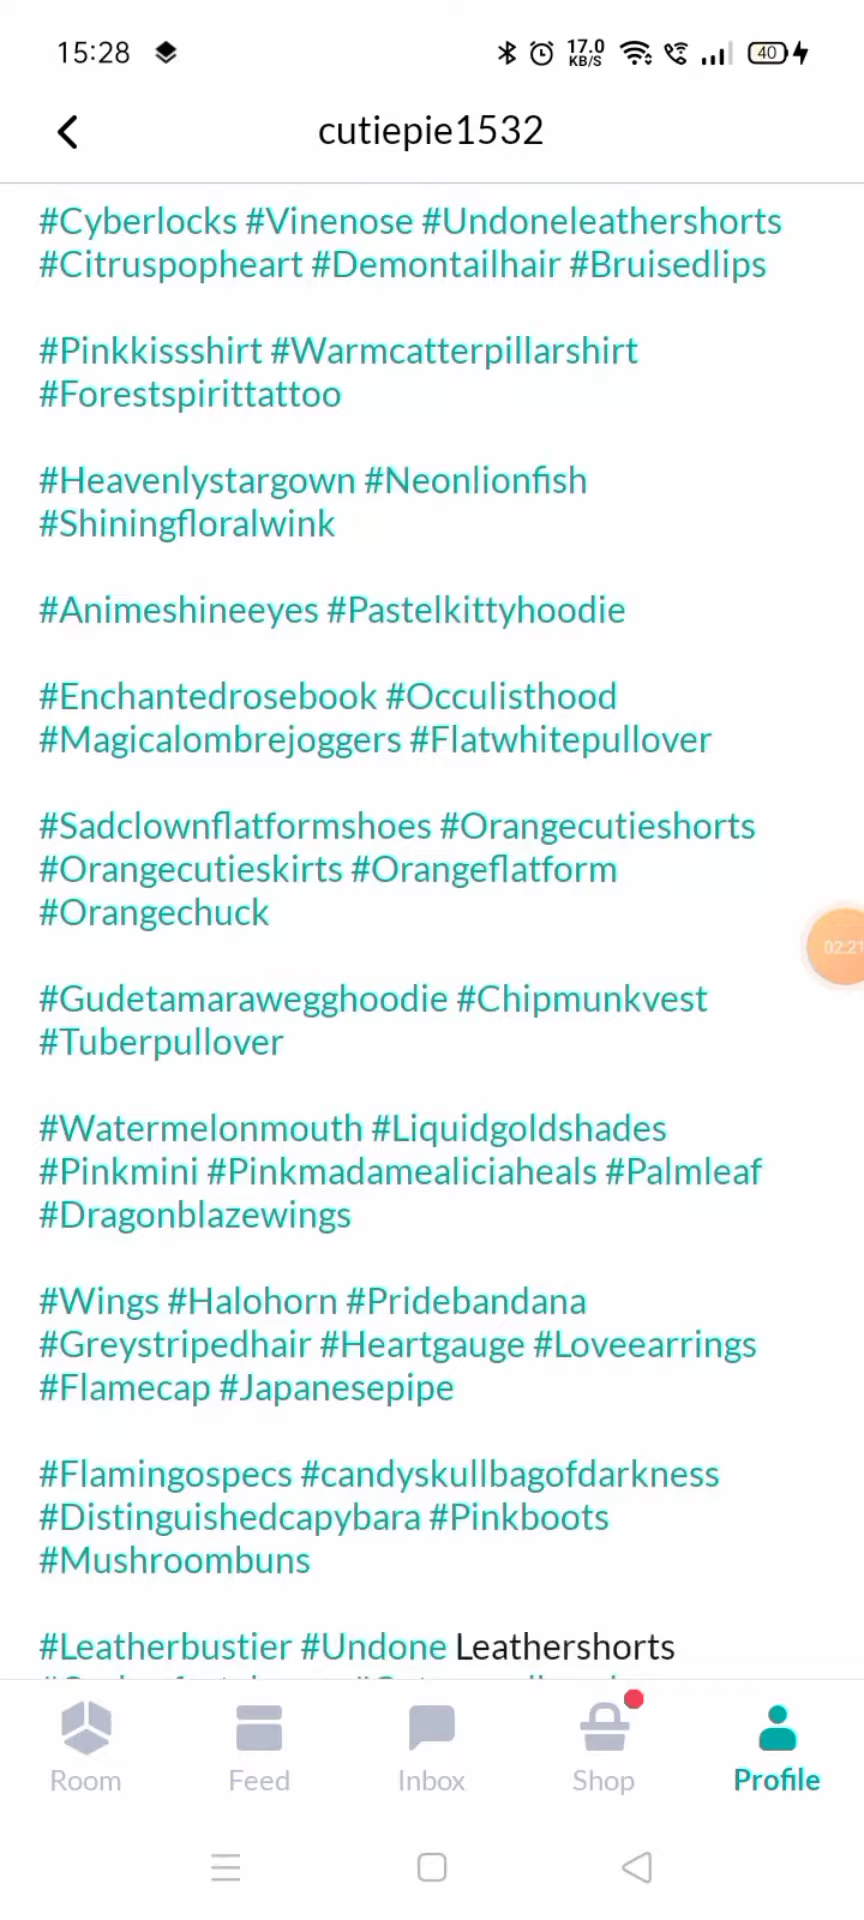 15:28
17.0
KB/S
40
cutiepie1532
#Cyberlocks #Vinenose #Undoneleathershorts
#Citruspopheart #Demontailhair #Bruisedlips
#Pinkkissshirt #Warmcatterpillarshirt
#Forestspirittattoo
#Heavenlystargown #Neonlionfish
#Shiningfloralwink
#Animeshineeyes #Pastelkittyhoodie
#Enchantedrosebook #Occulisthood
#Magicalombrejoggers #Flatwhitepullover
#Sadclownflatformshoes #Orangecutieshorts
#Orangecutieskirts #Orangeflatform
#Orangechuck
02:21
#Gudetamarawegghoodie #Chipmunkvest
#Tuberpullover
#Watermelonmouth #Liquidgoldshades
#Pinkmini #Pinkmadamealiciaheals #Palmleaf
#Dragonblazewings
#Wings #Halohorn #Pridebandana
#Greystripedhair #Heartgauge #Loveearrings
#Flamecap #Japanesepipe
#Flamingospecs #candyskullbagofdarkness
#Distinguishedcapybara #Pinkboots
#Mushroombuns
#Leatherbustier #Undone Leathershorts
Room
Feed
Inbox
Shop
Profile